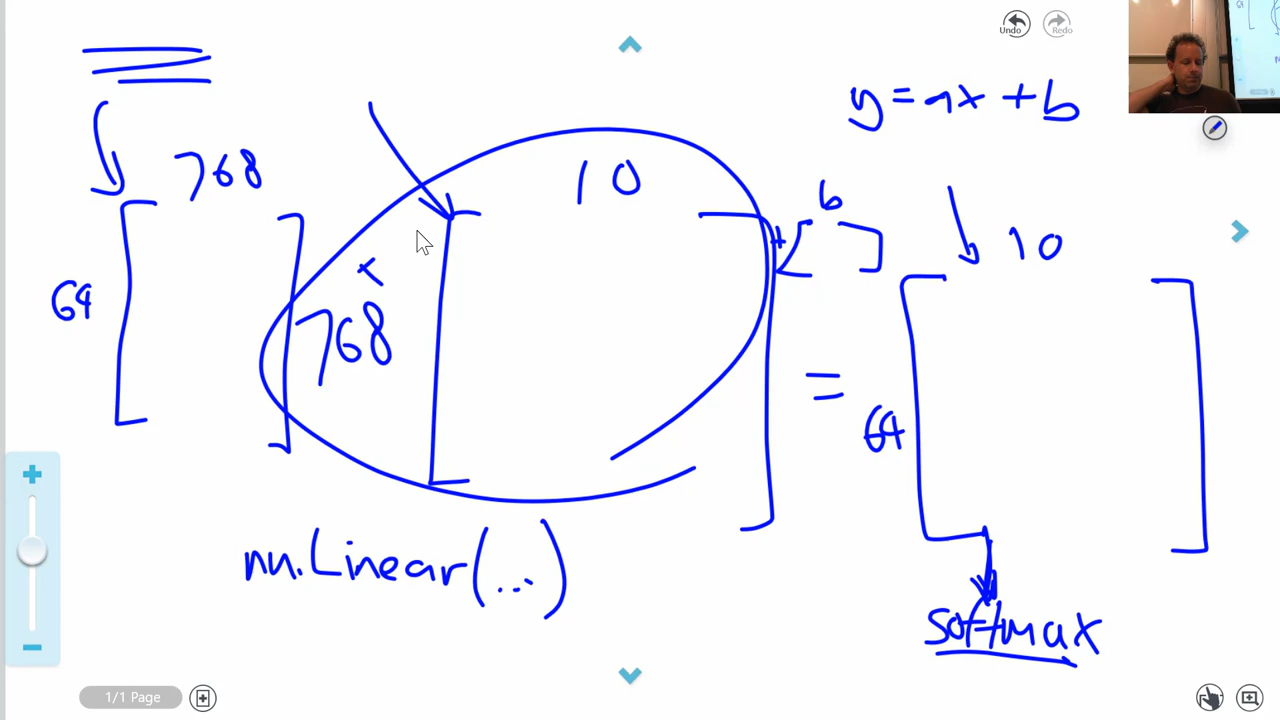 Undo Redo
y = ax + b
768
10
b
10
64
x
768
+
=
64
nn.Linear(...)
softmax
1/1 Page